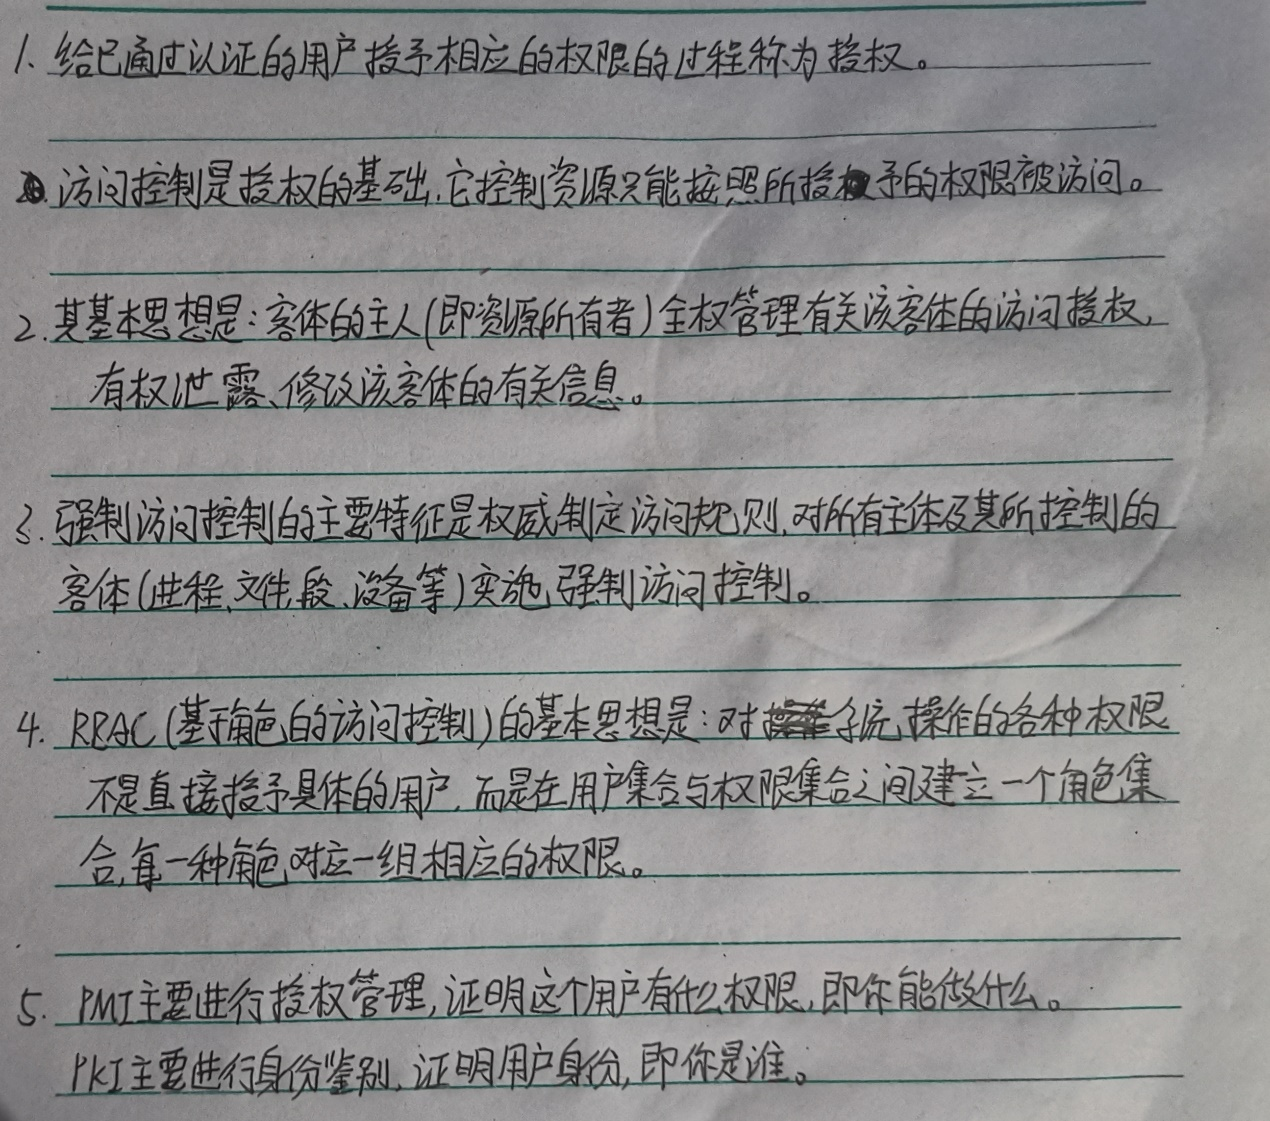 1. 给已通过认证的用户授予相应的权限的过程称为授权。
访问控制是授权的基础,它控制资源只能按照所授予的权限被访问。
2. 其基本思想是:客体的主人(即资源所有者)全权管理有关该客体的访问授权,
有权泄露、修改该客体的有关信息。
3. 强制访问控制的主要特征是权威制定访问规则,对所有主体及其所控制的
客体(进程、文件、段、设备等)实施强制访问控制。
4. RBAC(基于角色的访问控制)的基本思想是:对系统操作的各种权限
不是直接授予具体的用户,而是在用户集合与权限集合之间建立一个角色集
合,每一种角色对应一组相应的权限。
5. PMI主要进行授权管理,证明这个用户有什么权限,即你能做什么。
PKI主要进行身份鉴别,证明用户身份,即你是谁。